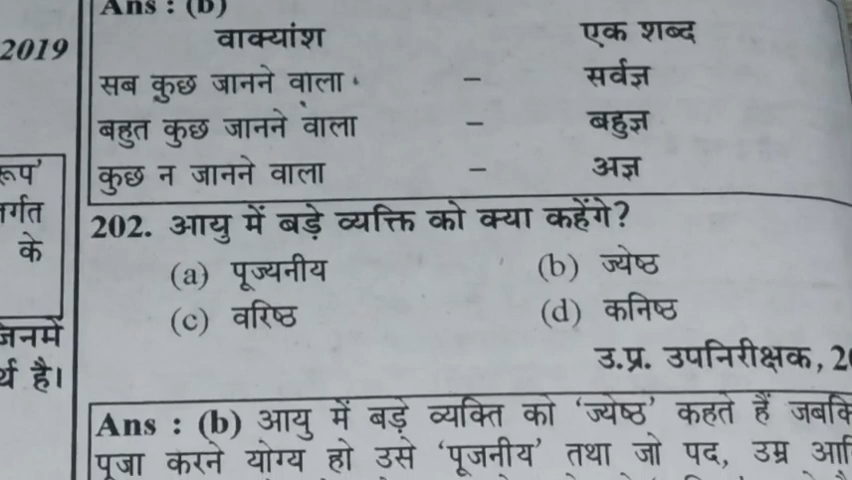 Ans : (b)
वाक्यांश एक शब्द
सब कुछ जानने वाला - सर्वज्ञ
बहुत कुछ जानने वाला - बहुज्ञ
कुछ न जानने वाला - अज्ञ
202. आयु में बड़े व्यक्ति को क्या कहेंगे?
(a) पूज्यनीय (b) ज्येष्ठ
(c) वरिष्ठ (d) कनिष्ठ
उ.प्र. उपनिरीक्षक,
Ans : (b) आयु में बड़े व्यक्ति को 'ज्येष्ठ' कहते हैं
पूजा करने योग्य हो उसे 'पूजनीय' तथा जो पद, उम्र
2019
के
है।